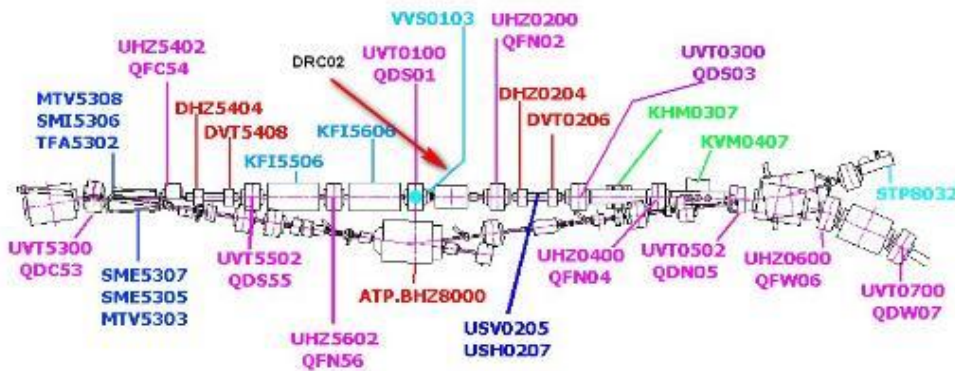 VVS0103
UHZ0200
QFN02
UHZ5402
QFC54
DRC02
UVT0100
QDS01
UVT0300
QDS03
MTV5308
SMI5306
TFA5302
DHZ5404
DVT5408
KFI5606
KFI5506
DHZ0204
DVT0206
KHM0307
KVM0407
STP8032
UVT5300
QDC53
UVT5502
QDS55
UHZ0400
QFN04
UVT0502
QDN05
UHZ0600
QFW06
UVT0700
QDW07
SME5307
SME5305
MTV5303
ATP.BHZ8000
UHZ5602
QFN56
USV0205
USH0207